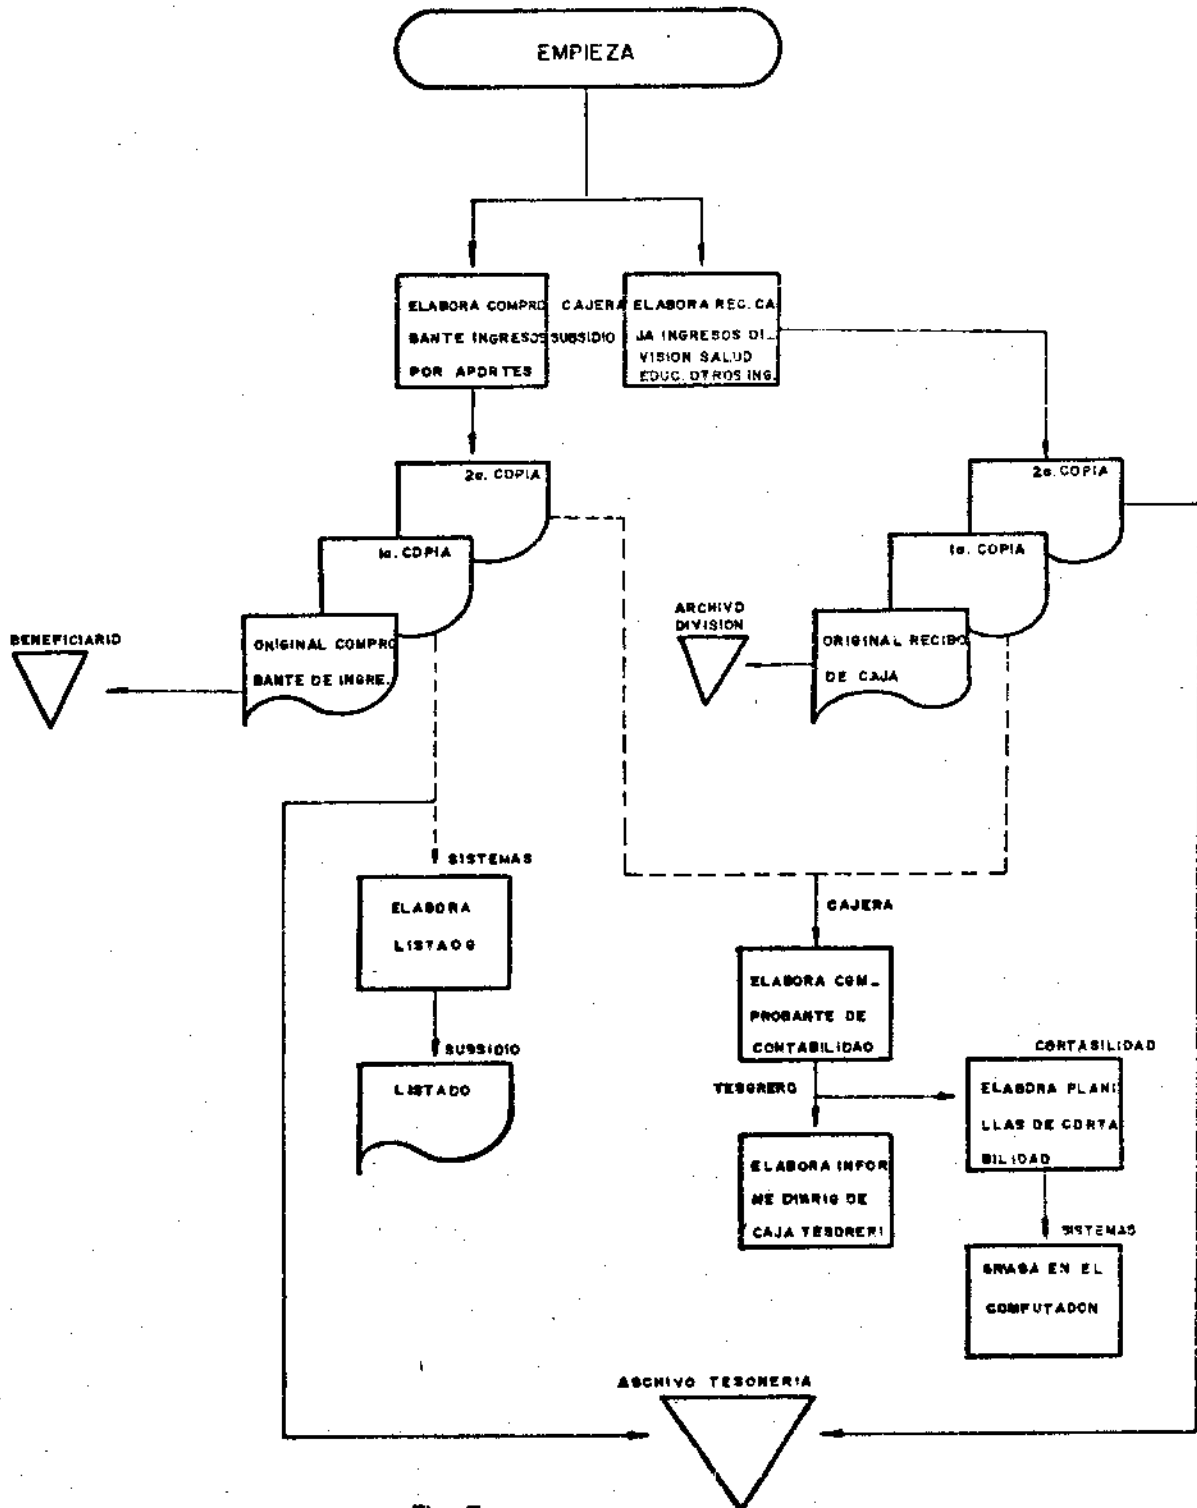 EMPIEZA
ELABORA COMPRO
BANTE INGRESOS
POR APORTES
CAJERA
SUBSIDIO
ELABORA REC. CA
JA INGRESOS DI_
VISION SALUD
EDUC. OTROS ING.
2a. COPIA
1a. COPIA
ORIGINAL COMPRO
BANTE DE INGRE.
BENEFICIARIO
2a. COPIA
1a. COPIA
ORIGINAL RECIBO
DE CAJA
ARCHIVO
DIVISION
SISTEMAS
ELABORA
LISTADO
SUBSIDIO
LISTADO
CAJERA
ELABORA COM_
PROBANTE DE
CONTABILIDAD
TESORERO
ELABORA INFOR
ME DIARIO DE
CAJA TESORERI
CONTABILIDAD
ELABORA PLANI
LLAS DE CONTA
BILIDAD
SISTEMAS
GRABA EN EL
COMPUTADOR
ARCHIVO TESORERIA